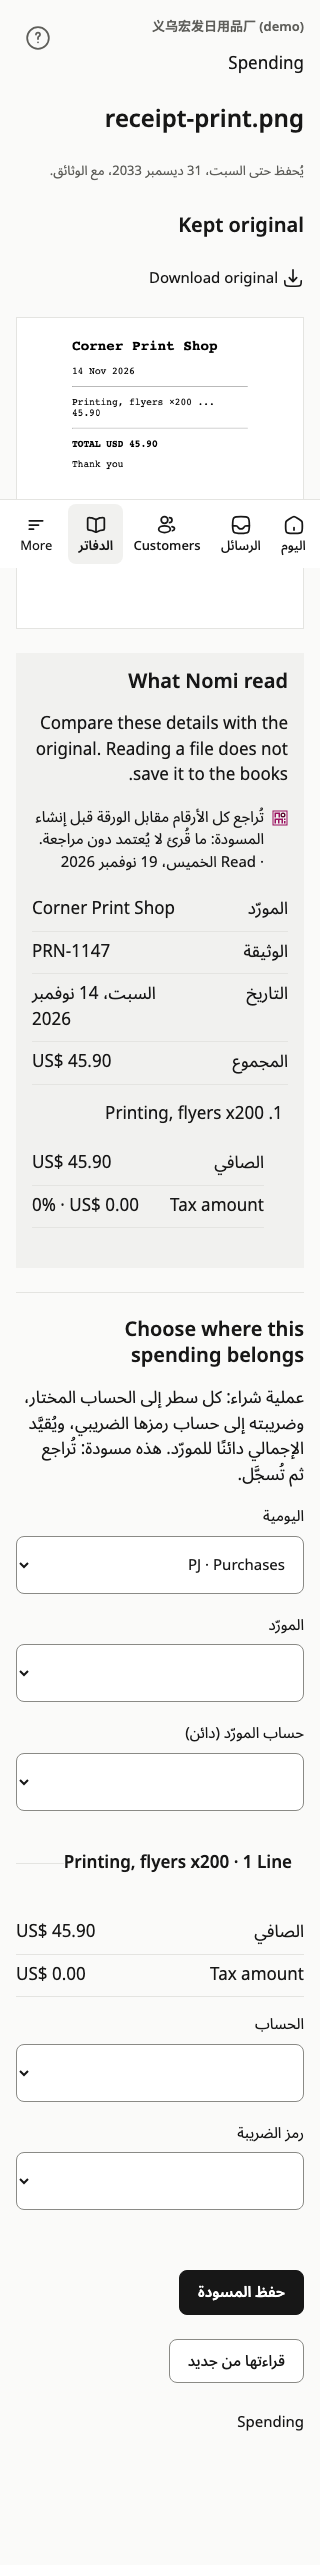 义乌宏发日用品厂 (demo)
Spending
receipt-print.png
يُحفظ حتى السبت، 31 ديسمبر 2033، مع الوثائق.
Kept original
Download original
Corner Print Shop
14 Nov 2026
Printing, flyers ×200 ...
45.90
TOTAL USD 45.90
Thank you
اليوم
الرسائل
Customers
الدفاتر
More
What Nomi read
Compare these details with the
original. Reading a file does not
save it to the books.
تُراجع كل الأرقام مقابل الورقة قبل إنشاء
المسودة: ما قُرئ لا يُعتمد دون مراجعة.
· Read الخميس، 19 نوفمبر 2026
المورّد Corner Print Shop
الوثيقة PRN-1147
التاريخ السبت، 14 نوفمبر
2026
المجموع US$ 45.90
1. Printing, flyers x200
الصافي US$ 45.90
Tax amount 0% · US$ 0.00
Choose where this
spending belongs
عملية شراء: كل سطر إلى الحساب المختار،
وضريبته إلى حساب رمزها الضريبي، ويُقيَّد
الإجمالي دائنًا للمورّد. هذه مسودة: تُراجع
ثم تُسجَّل.
اليومية
PJ · Purchases
المورّد
حساب المورّد (دائن)
Printing, flyers x200 · 1 Line
الصافي US$ 45.90
Tax amount US$ 0.00
الحساب
رمز الضريبة
حفظ المسودة
قراءتها من جديد
Spending